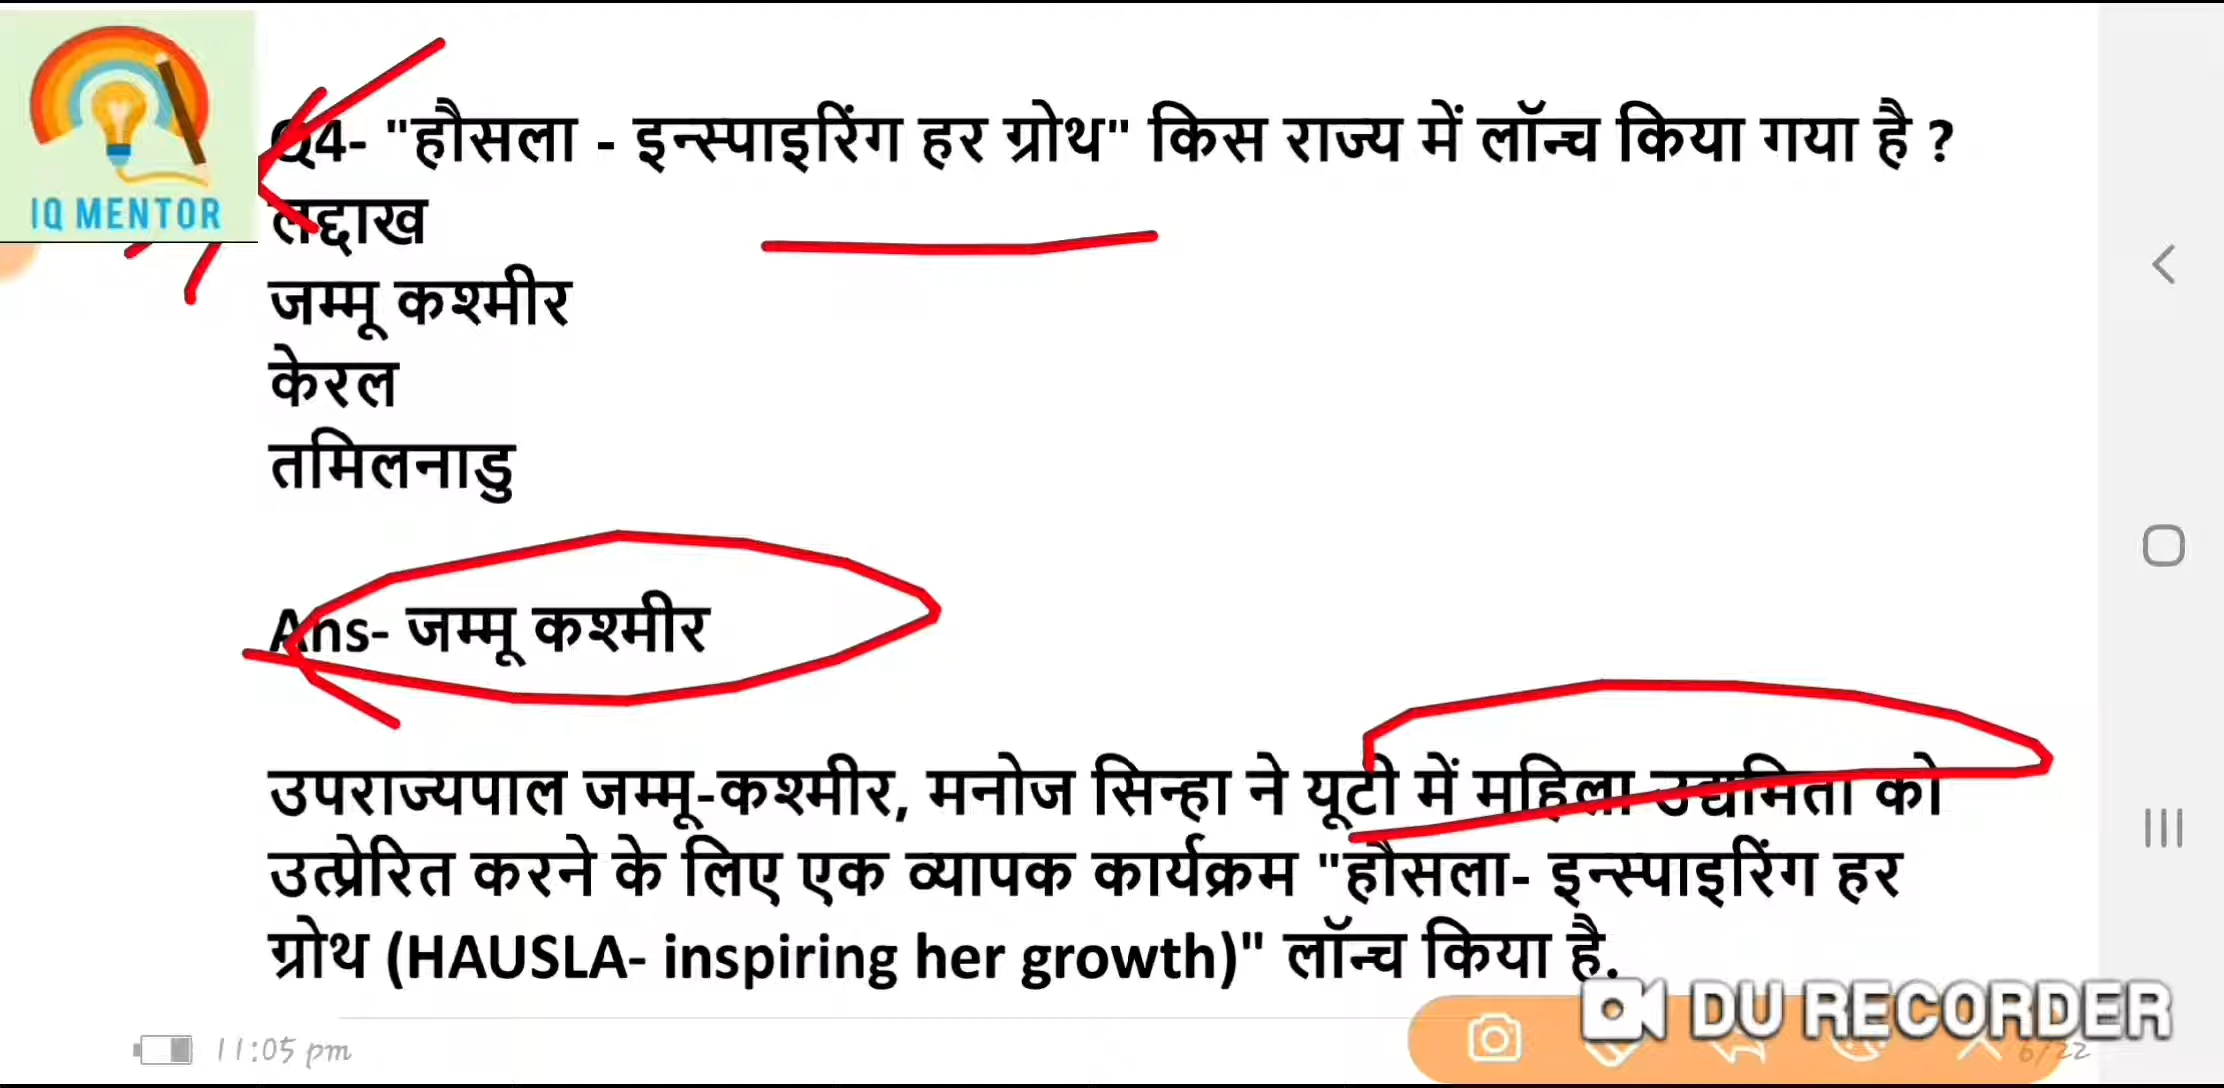 IQ MENTOR
Q4- "हौसला - इन्स्पाइरिंग हर ग्रोथ" किस राज्य में लॉन्च किया गया है ?
लद्दाख
जम्मू कश्मीर
केरल
तमिलनाडु
Ans- जम्मू कश्मीर
उपराज्यपाल जम्मू-कश्मीर, मनोज सिन्हा ने यूटी में महिला उद्यमिता को
उत्प्रेरित करने के लिए एक व्यापक कार्यक्रम "हौसला- इन्स्पाइरिंग हर
ग्रोथ (HAUSLA- inspiring her growth)" लॉन्च किया है.
DU RECORDER
11:05 pm
6/22